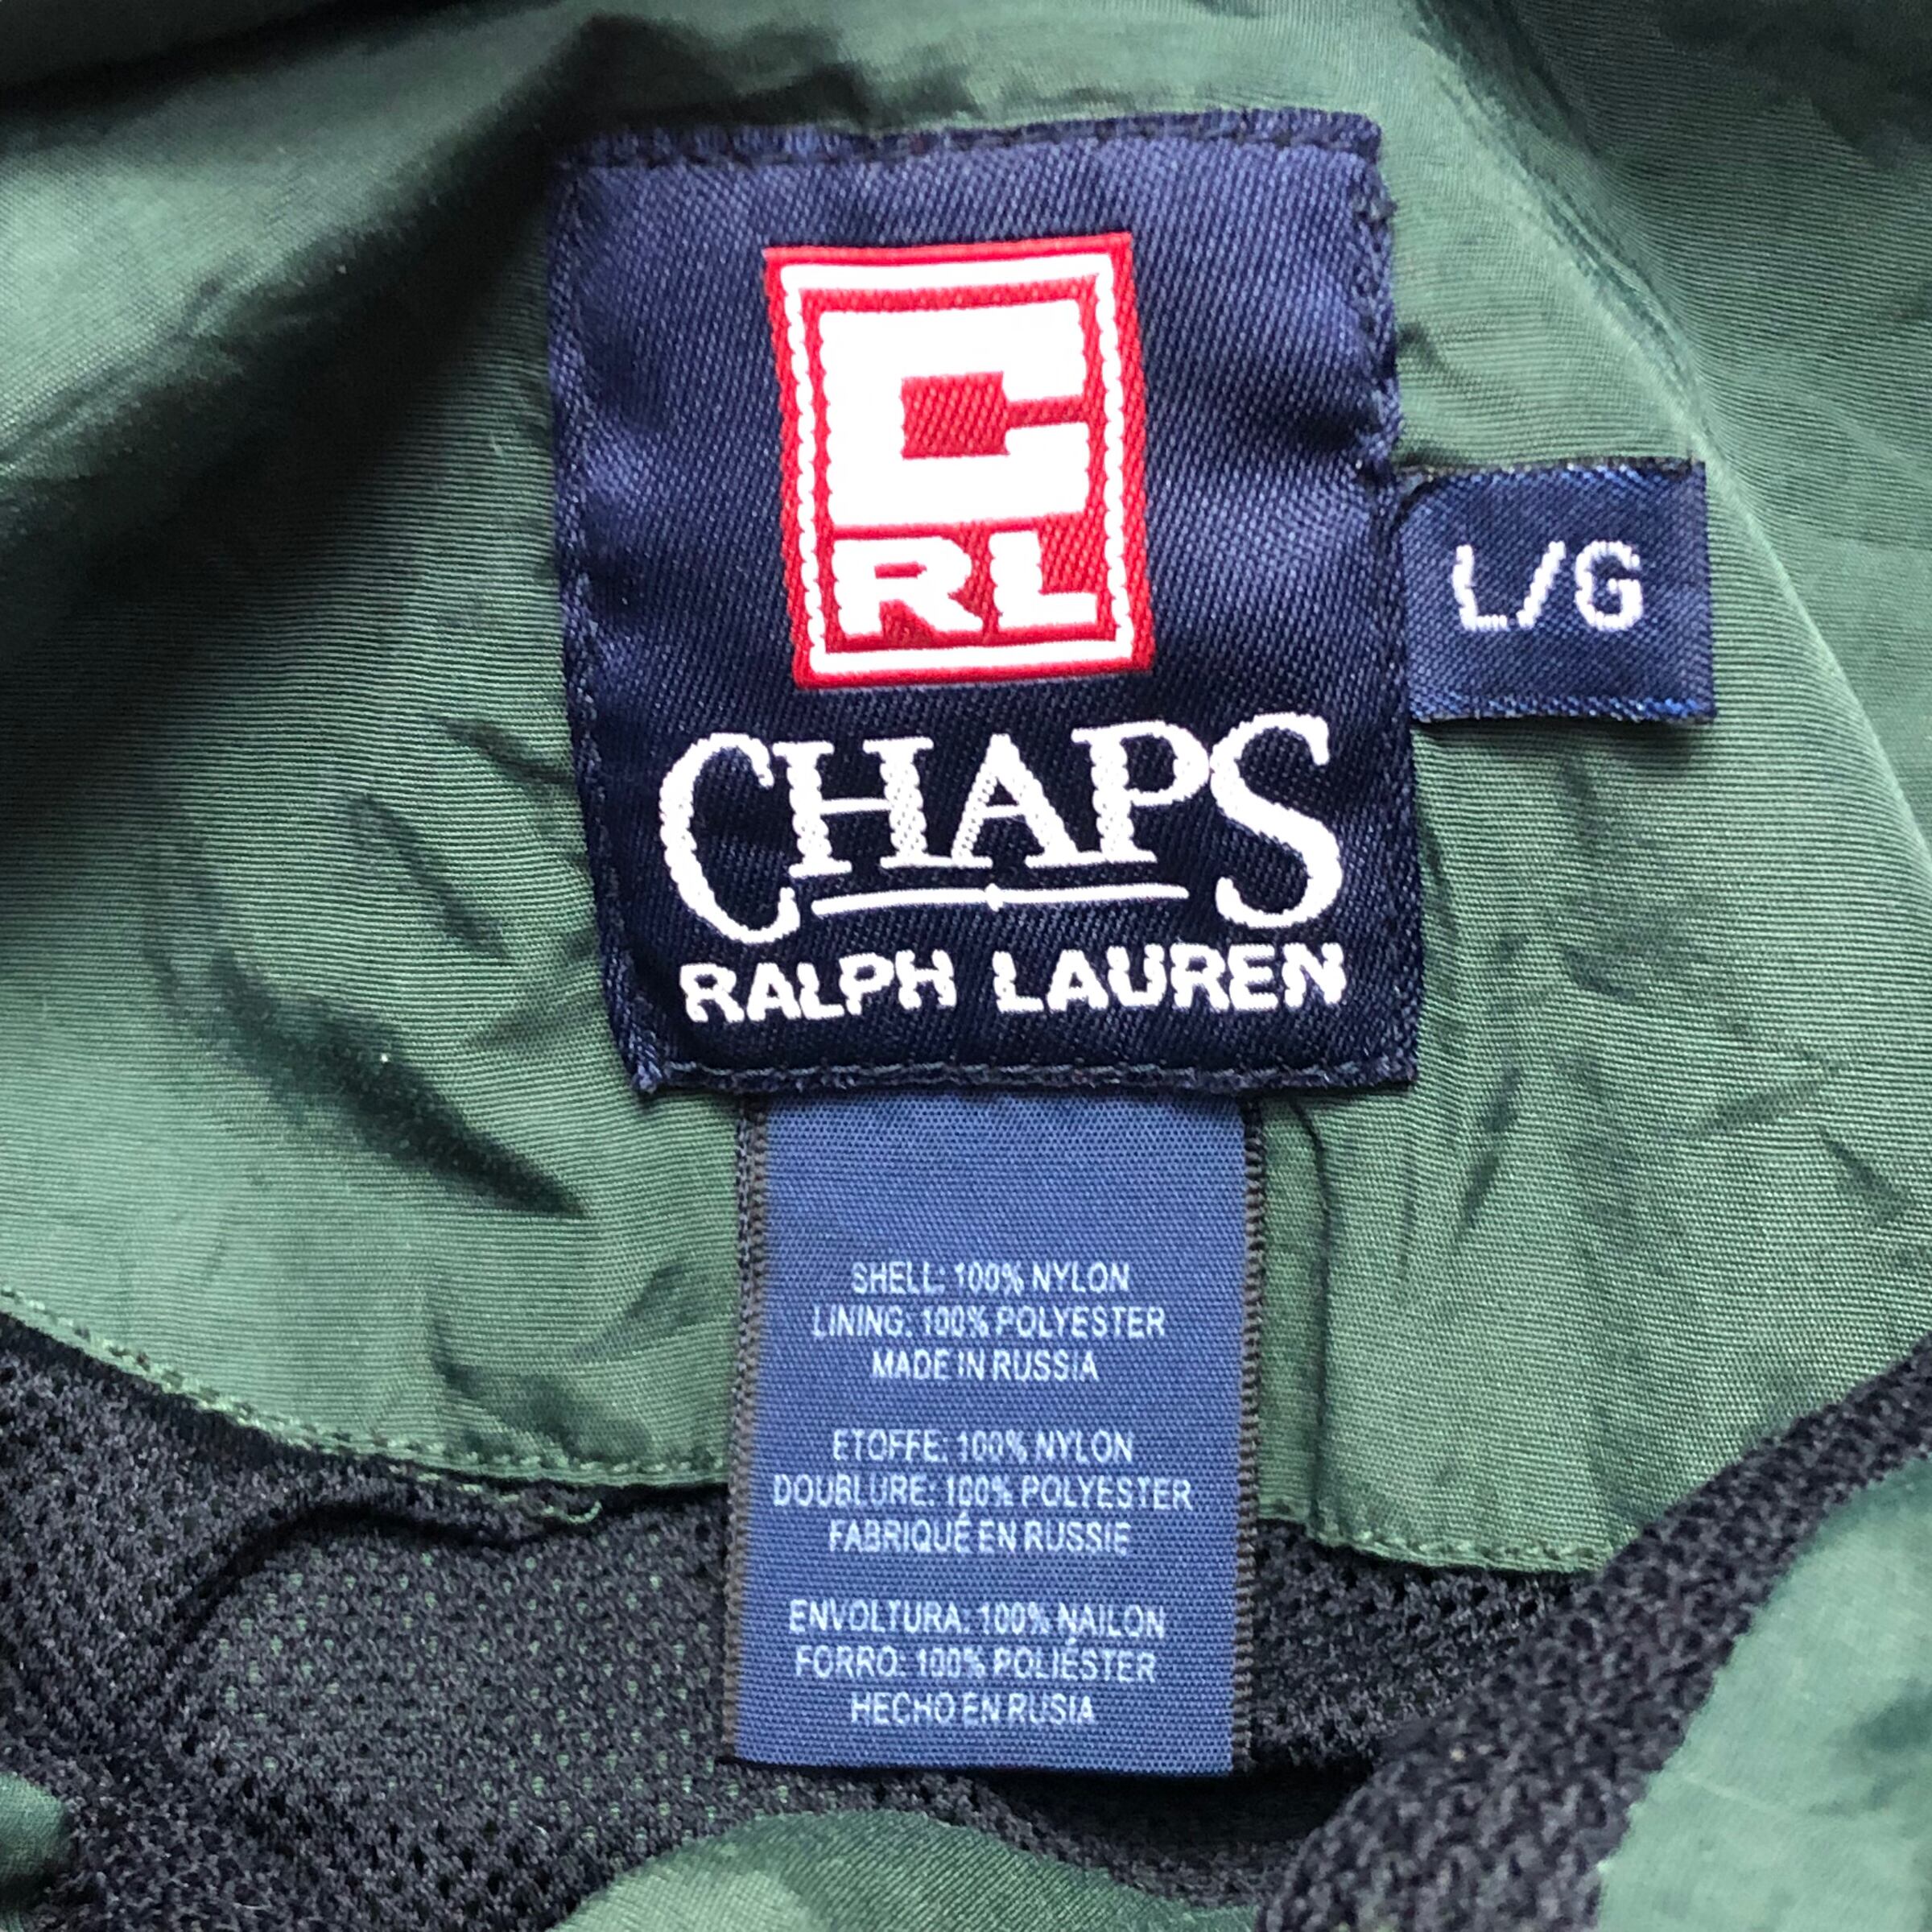 C
RL
CHAPS
RALPH LAUREN
L/G
SHELL: 100% NYLON
LINING: 100% POLYESTER
MADE IN RUSSIA
ETOFFE: 100% NYLON
DOUBLURE: 100% POLYESTER
FABRIQUÉ EN RUSSIE
ENVOLTURA: 100% NAILON
FORRO: 100% POLIÉSTER
HECHO EN RUSIA